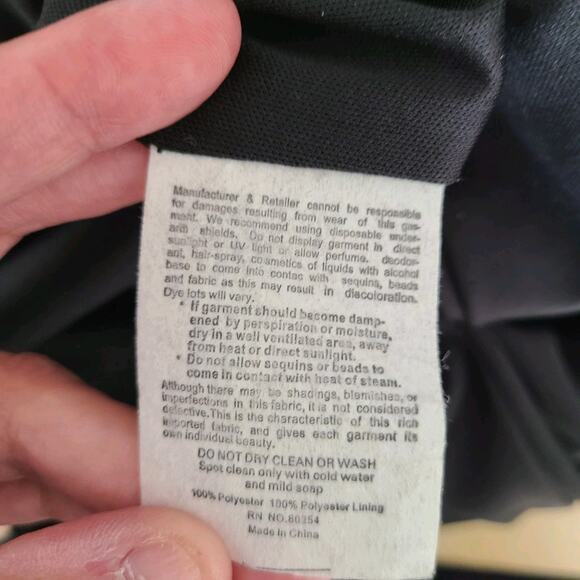 Manufacturer & Retailer cannot be responsible
for damages resulting from wear of this gar-
ment. We recommend using disposable under-
arm shields. Do not display garment in direct
sunlight or UV light or allow perfume. deodor-
ant, hair-spray, cosmetics of liquids with alcohol
base to come into contac with sequins, beads
and fabric as this may result in discoloration.
Dye lots will vary.
* If garment should become damp-
ened by perspiration or moisture,
dry in a well ventilated area, away
from heat or direct sunlight.
* Do not allow sequins or beads to
come in contact with heat of steam.
Although there may be shadings, blemishes, or
imperfections in this fabric, it is not considered
defective.This is the characteristic of this rich
imported fabric, and gives each garment its
own individual beauty.
DO NOT DRY CLEAN OR WASH
Spot clean only with cold water
and mild soap
100% Polyester 100% Polyester Lining
RN NO.80354
Made in China